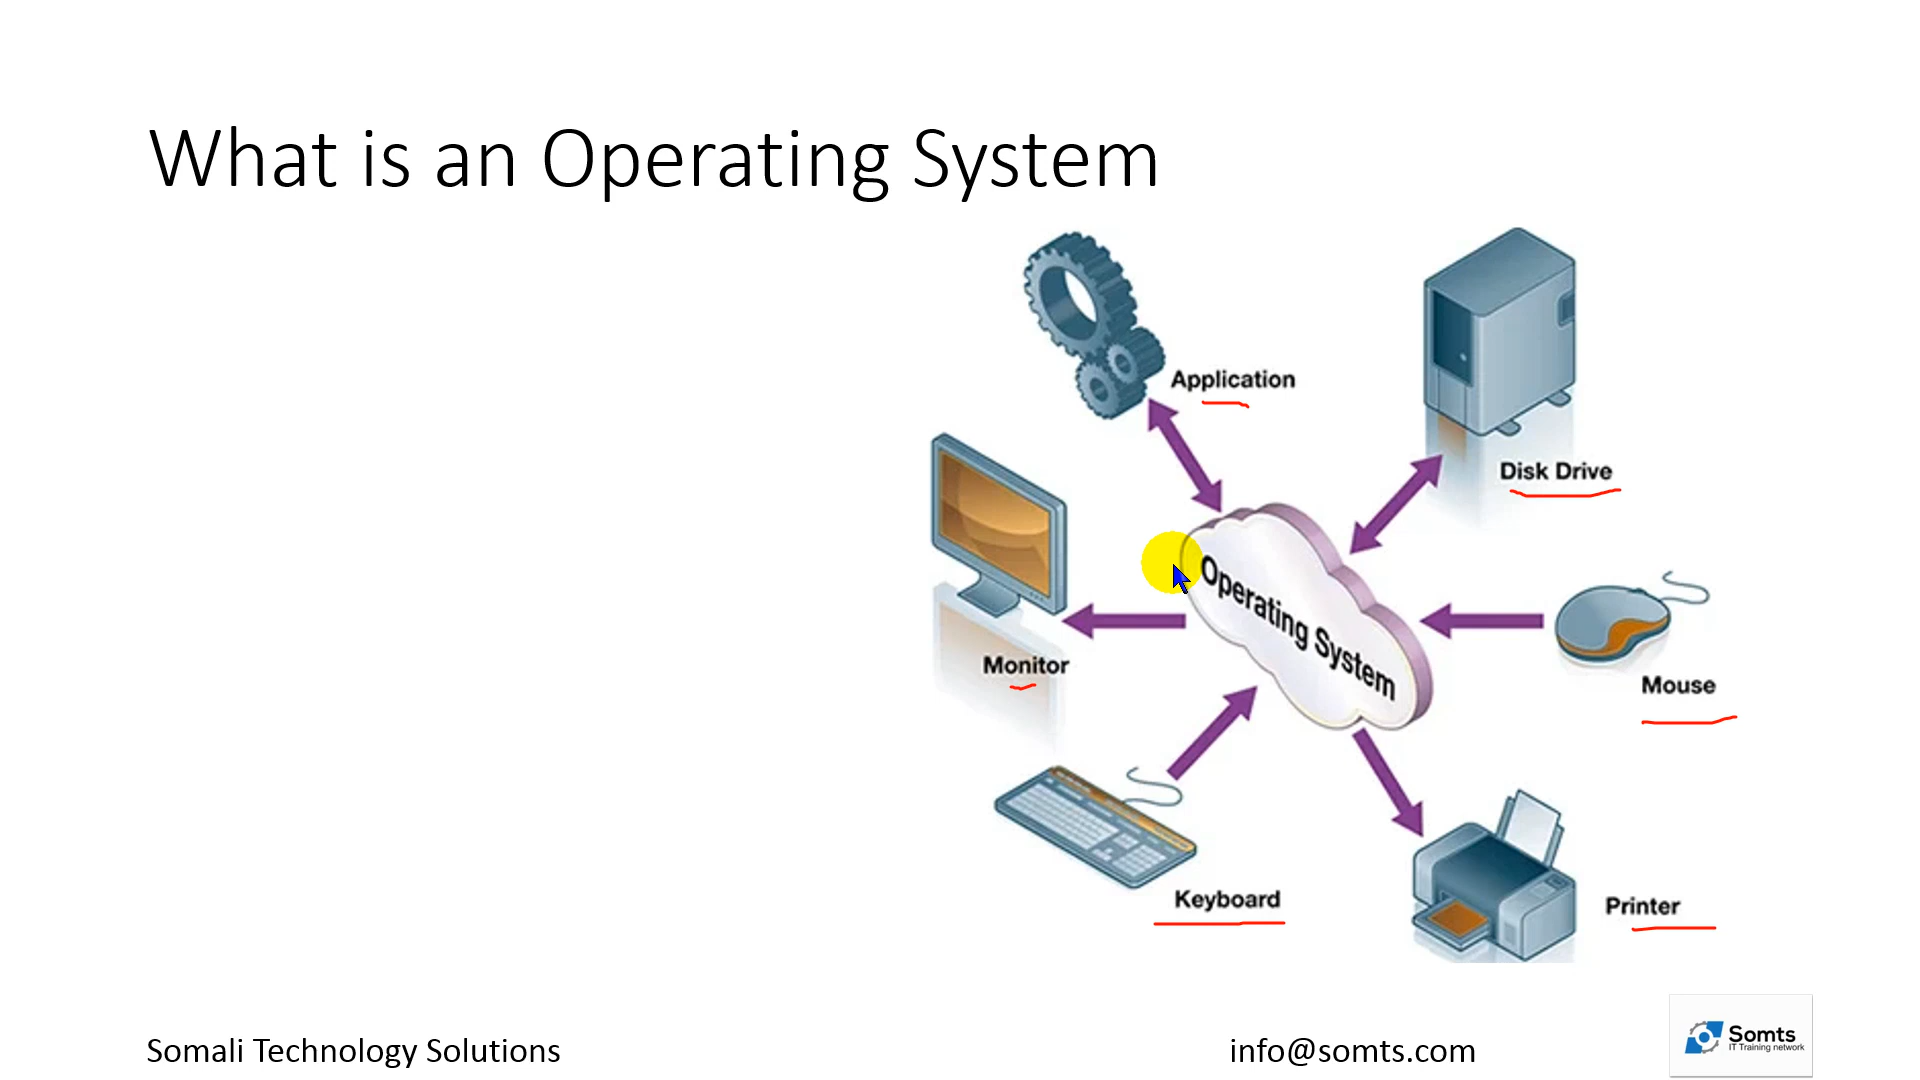 What is an Operating System
Application
Disk Drive
Operating System
Monitor
Mouse
Keyboard
Printer
Somali Technology Solutions
info@somts.com
Somts
IT Training network